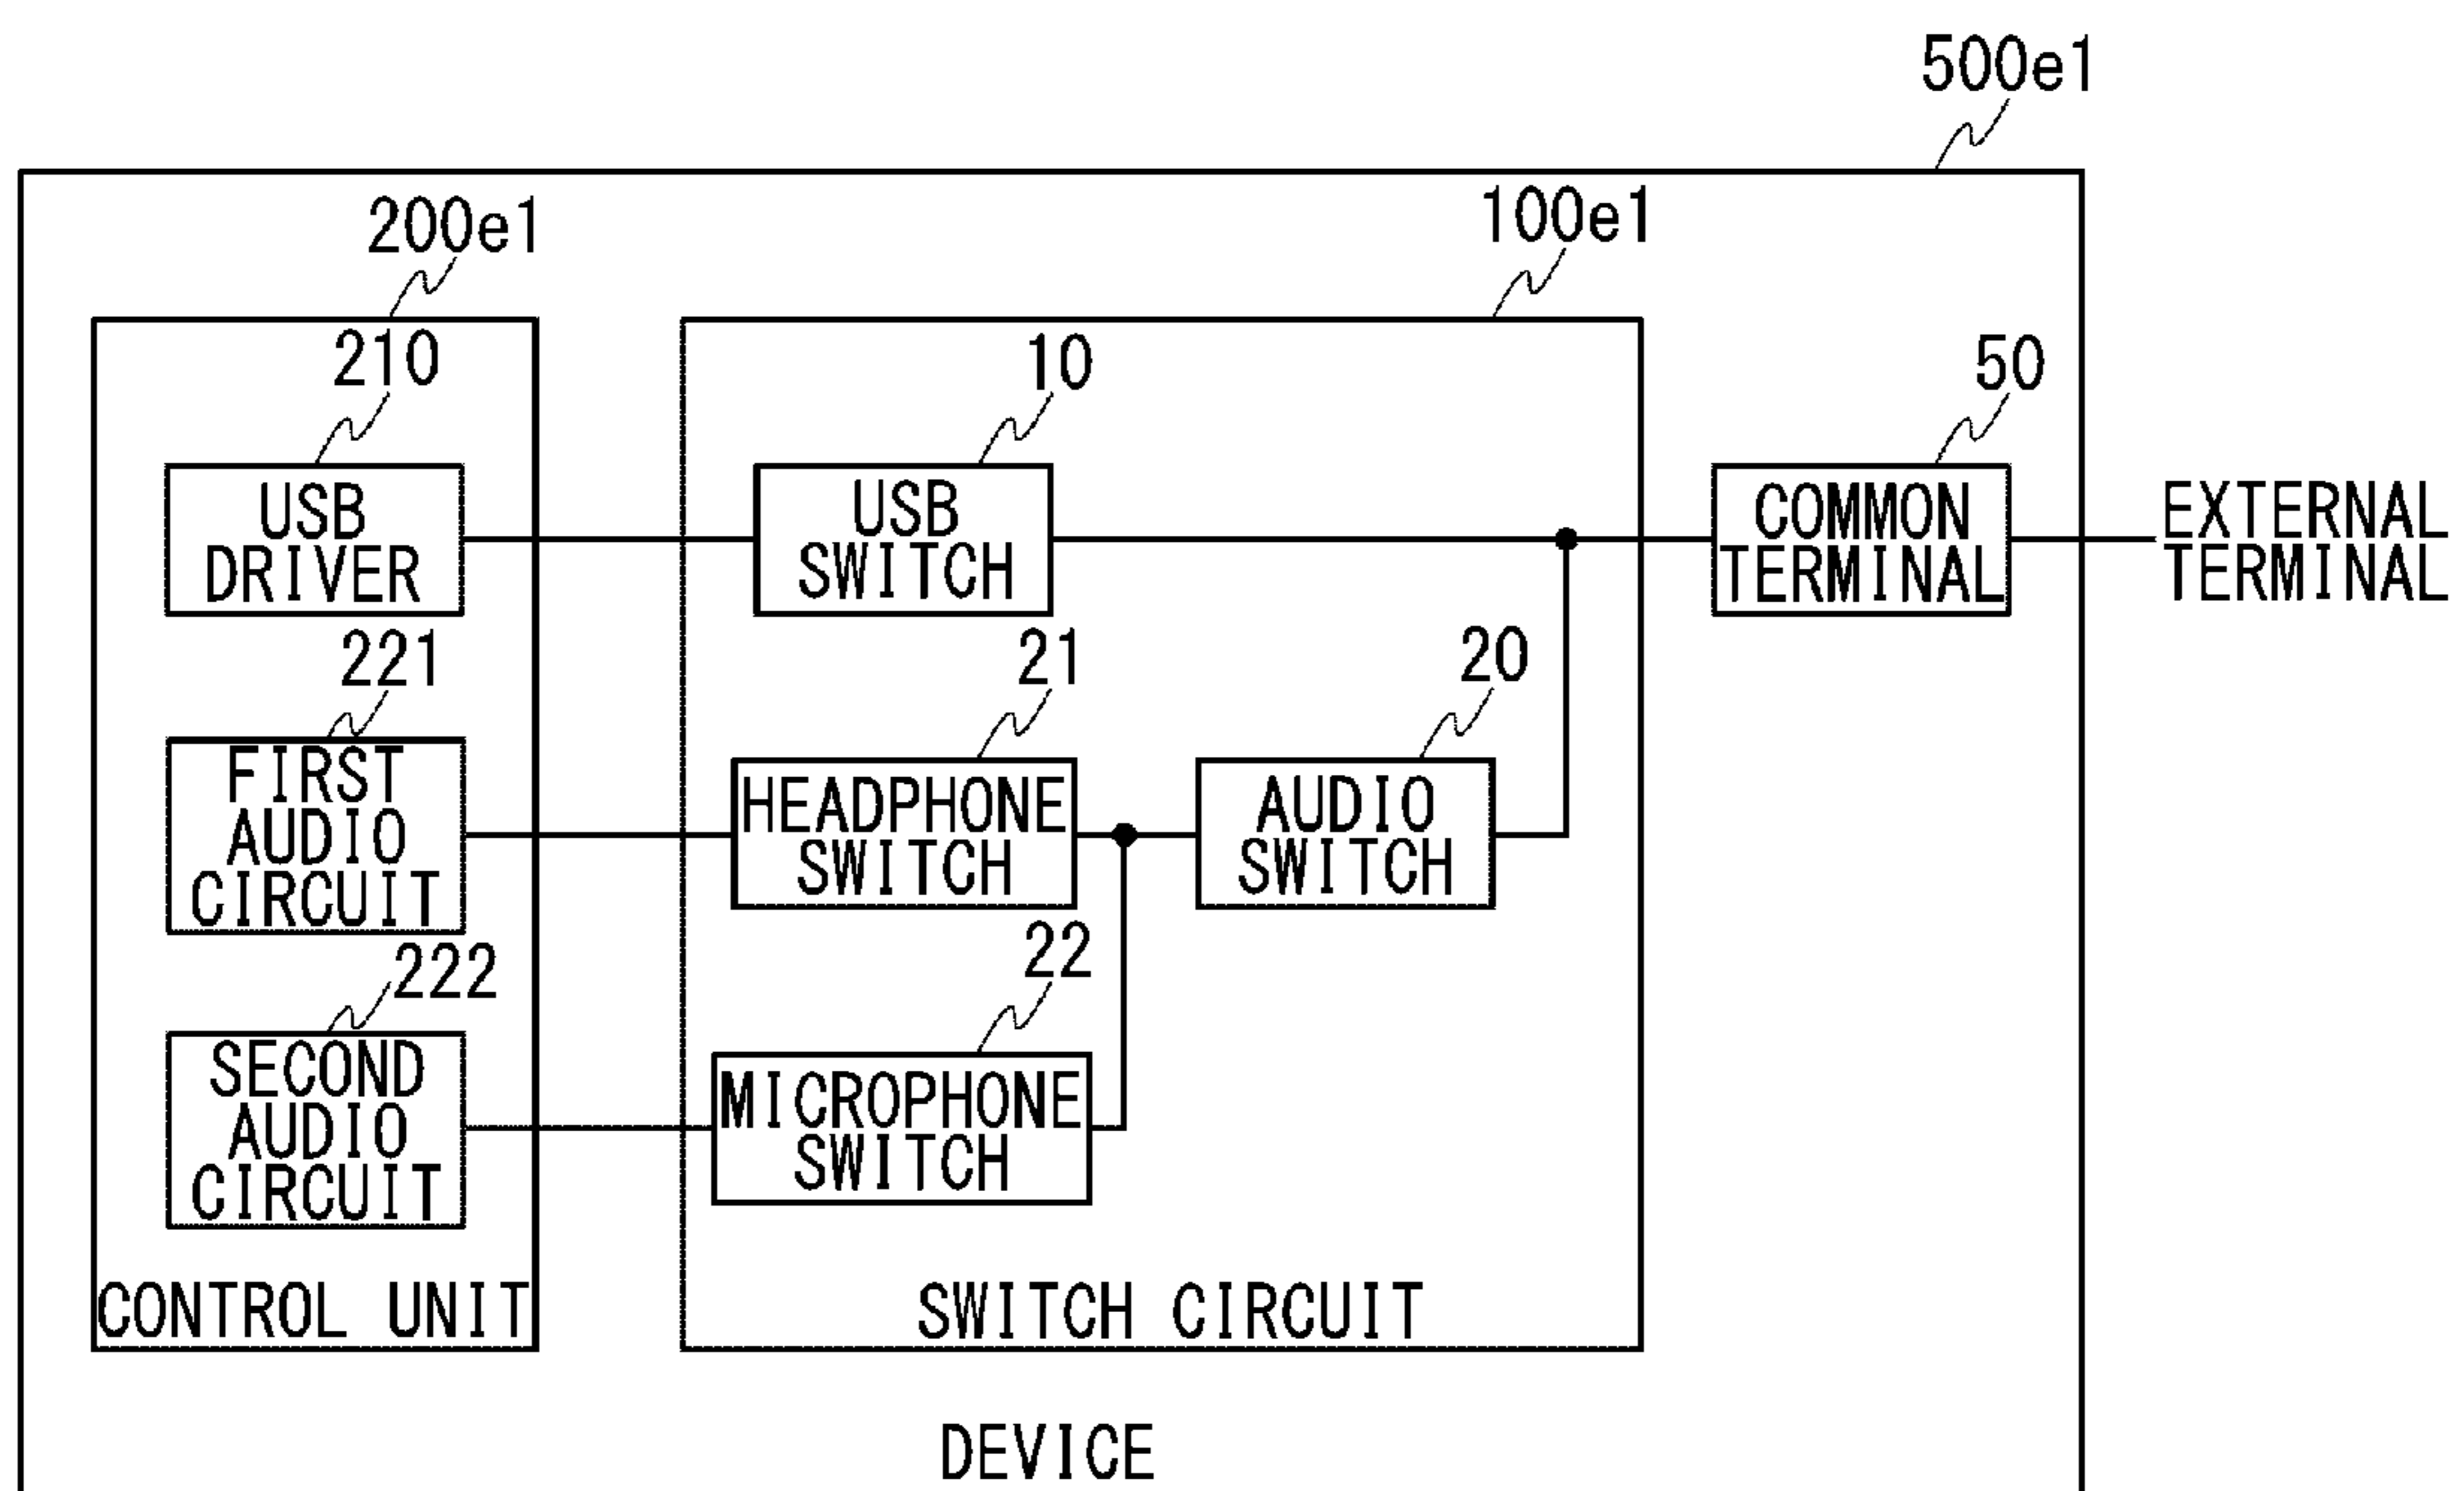 500e1
200e1
100e1
210
10
50
USB
DRIVER
USB
SWITCH
COMMON
TERMINAL
EXTERNAL
TERMINAL
221
21
20
FIRST
AUDIO
CIRCUIT
HEADPHONE
SWITCH
AUDIO
SWITCH
222
22
SECOND
AUDIO
CIRCUIT
MICROPHONE
SWITCH
CONTROL UNIT
SWITCH CIRCUIT
DEVICE